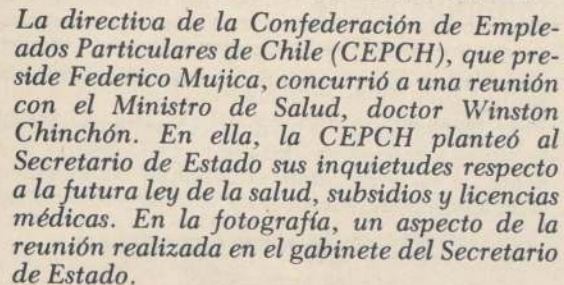 La directiva de la Confederación de Emple-
ados Particulares de Chile (CEPCH), que pre-
side Federico Mujica, concurrió a una reunión
con el Ministro de Salud, doctor Winston
Chinchón. En ella, la CEPCH planteó al
Secretario de Estado sus inquietudes respecto
a la futura ley de la salud, subsidios y licencias
médicas. En la fotografía, un aspecto de la
reunión realizada en el gabinete del Secretario
de Estado.